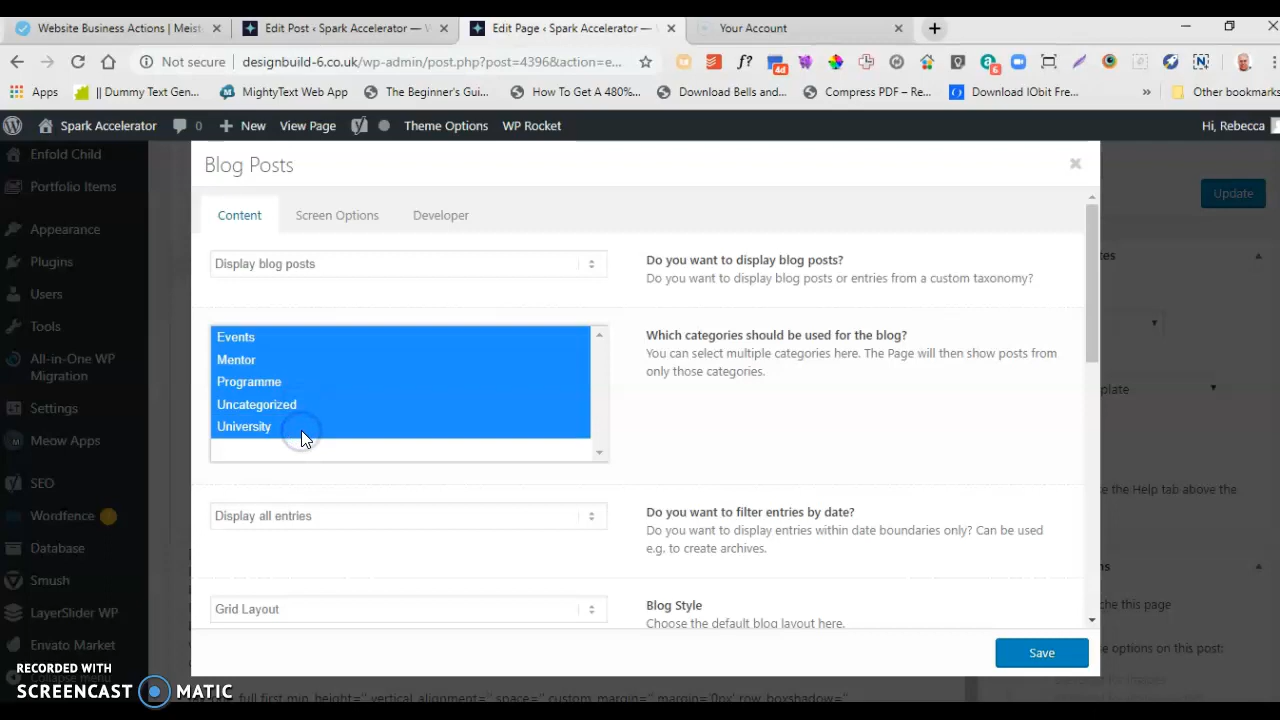 Website Business Actions | Meist
Edit Post ‹ Spark Accelerator —
Edit Page ‹ Spark Accelerator —
Your Account
Not secure
designbuild-6.co.uk/wp-admin/post.php?post=4396&action=e...
f?
4d
6
Apps
|| Dummy Text Gen...
MightyText Web App
The Beginner's Gui...
How To Get A 480%...
Download Bells and...
Compress PDF – Re...
Download IObit Fre...
»
Other bookmarks
Spark Accelerator
0
New
View Page
Theme Options
WP Rocket
Hi, Rebecca
Enfold Child
Portfolio Items
Appearance
Plugins
Users
Tools
All-in-One WP
Migration
Settings
Meow Apps
SEO
Wordfence
Database
Smush
LayerSlider WP
Envato Market
Collapse menu
Blog Posts
Content
Screen Options
Developer
Display blog posts
Do you want to display blog posts?
Do you want to display blog posts or entries from a custom taxonomy?
Events
Mentor
Programme
Uncategorized
University
Which categories should be used for the blog?
You can select multiple categories here. The Page will then show posts from
only those categories.
Display all entries
Do you want to filter entries by date?
Do you want to display entries within date boundaries only? Can be used
e.g. to create archives.
Grid Layout
Blog Style
Choose the default blog layout here.
Save
Update
tes
plate
e the Help tab above the
ns
che this page
e options on this post:
RECORDED WITH
SCREENCAST MATIC